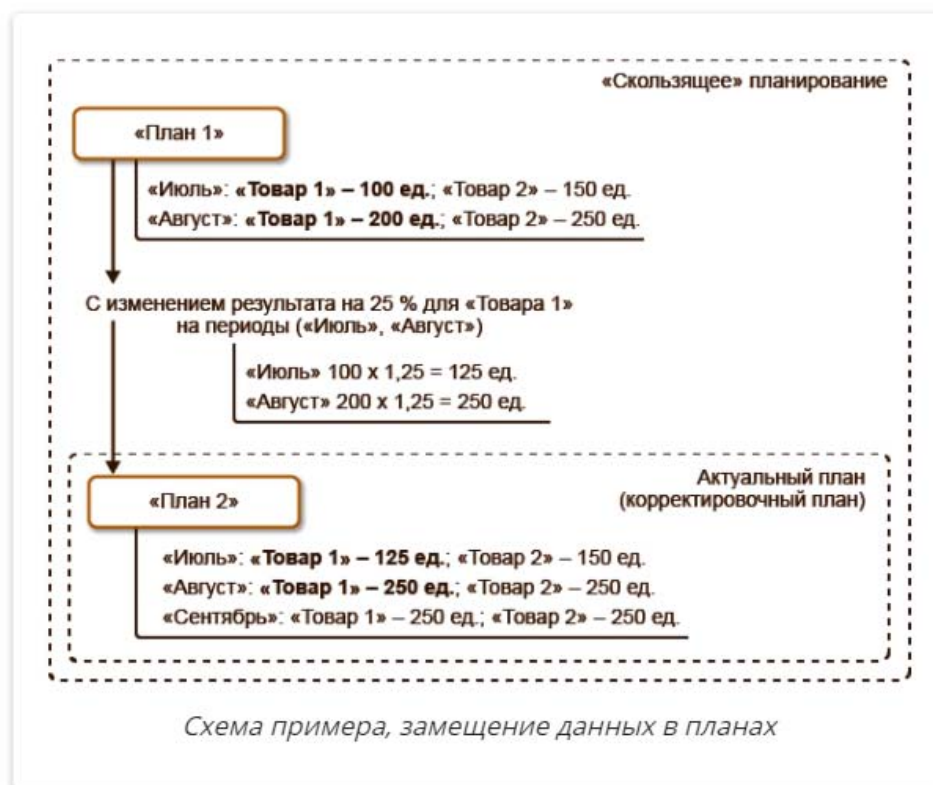 «Скользящее» планирование
«План 1»
«Июль»: «Товар 1» – 100 ед.; «Товар 2» – 150 ед.
«Август»: «Товар 1» – 200 ед.; «Товар 2» – 250 ед.
С изменением результата на 25 % для «Товара 1»
на периоды («Июль», «Август»)
«Июль» 100 x 1,25 = 125 ед.
«Август» 200 x 1,25 = 250 ед.
Актуальный план
(корректировочный план)
«План 2»
«Июль»: «Товар 1» – 125 ед.; «Товар 2» – 150 ед.
«Август»: «Товар 1» – 250 ед.; «Товар 2» – 250 ед.
«Сентябрь»: «Товар 1» – 250 ед.; «Товар 2» – 250 ед.
Схема примера, замещение данных в планах